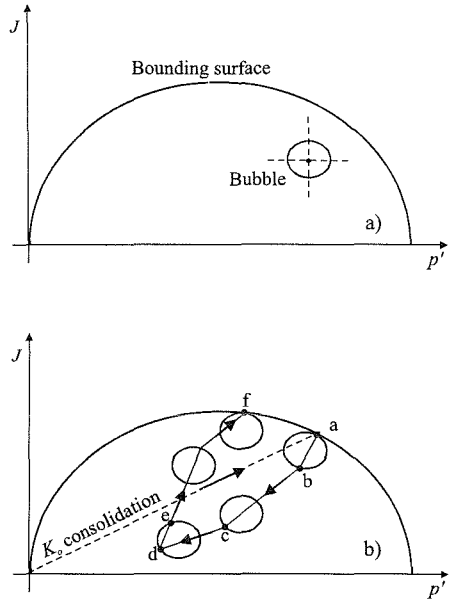 J
Bounding surface
Bubble
a)
p'
J
f
a
b
K₀ consolidation
e
c
d
b)
p'